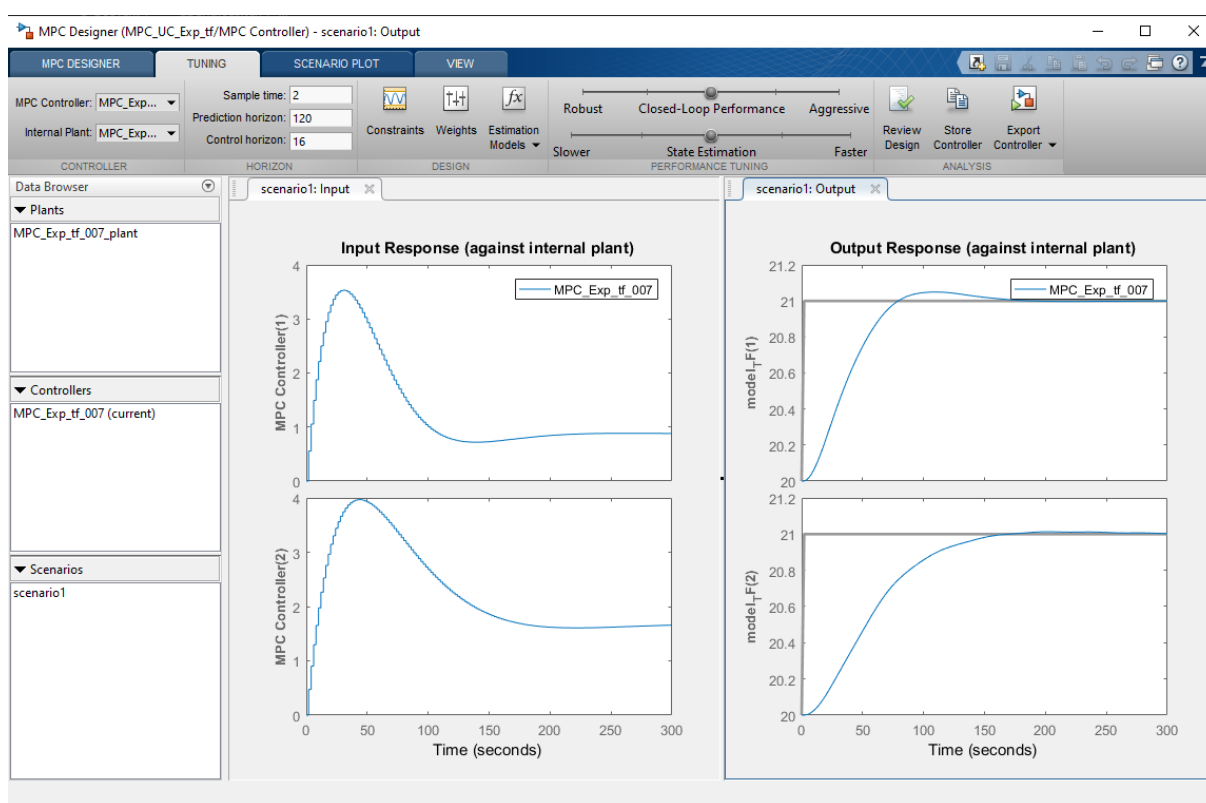 MPC Designer (MPC_UC_Exp_tf/MPC Controller) - scenario1: Output
MPC DESIGNER TUNING SCENARIO PLOT VIEW
MPC Controller: MPC_Exp...
Internal Plant: MPC_Exp...
CONTROLLER
Sample time: 2
Prediction horizon: 120
Control horizon: 16
HORIZON
Constraints Weights Estimation Models
DESIGN
Robust Closed-Loop Performance Aggressive
Slower State Estimation Faster
PERFORMANCE TUNING
Review Design Store Controller Export Controller
ANALYSIS
Data Browser
Plants
MPC_Exp_tf_007_plant
Controllers
MPC_Exp_tf_007 (current)
Scenarios
scenario1
scenario1: Input
Input Response (against internal plant)
MPC_Exp_tf_007
MPC Controller(1)
4
3
2
1
0
MPC Controller(2)
4
3
2
1
0
0 50 100 150 200 250 300
Time (seconds)
scenario1: Output
Output Response (against internal plant)
MPC_Exp_tf_007
model_TF(1)
21.2
21
20.8
20.6
20.4
20.2
20
model_TF(2)
21.2
21
20.8
20.6
20.4
20.2
20
0 50 100 150 200 250 300
Time (seconds)